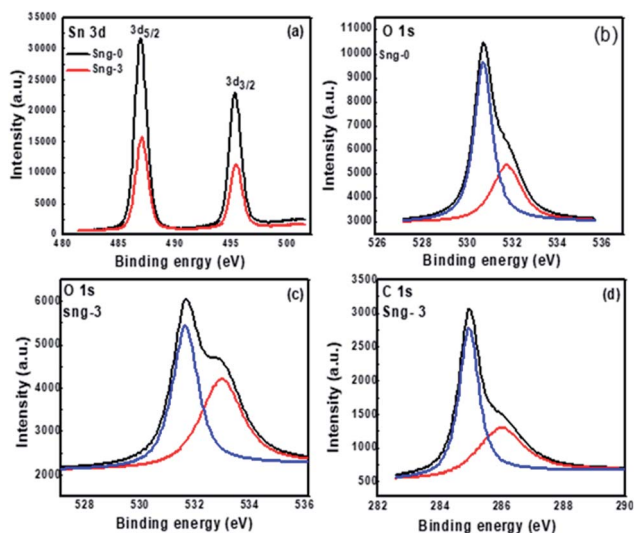 Sn 3d
3d5/2
(a)
Sng-0
Sng-3
3d3/2
35000
30000
25000
20000
15000
10000
5000
0
Intensity (a.u.)
480 485 490 495 500
Binding energy (eV)
O 1s
(b)
Sng-0
11000
10000
9000
8000
7000
6000
5000
4000
3000
Intensity (a.u.)
526 528 530 532 534 536
Binding energy (eV)
O 1s
(c)
sng-3
6000
5000
4000
3000
2000
Intensity (a.u.)
527 530 533 536
Binding energy (eV)
C 1s
(d)
Sng- 3
3500
3000
2500
2000
1500
1000
500
Intensity (a.u.)
282 284 286 288 290
Binding energy (eV)